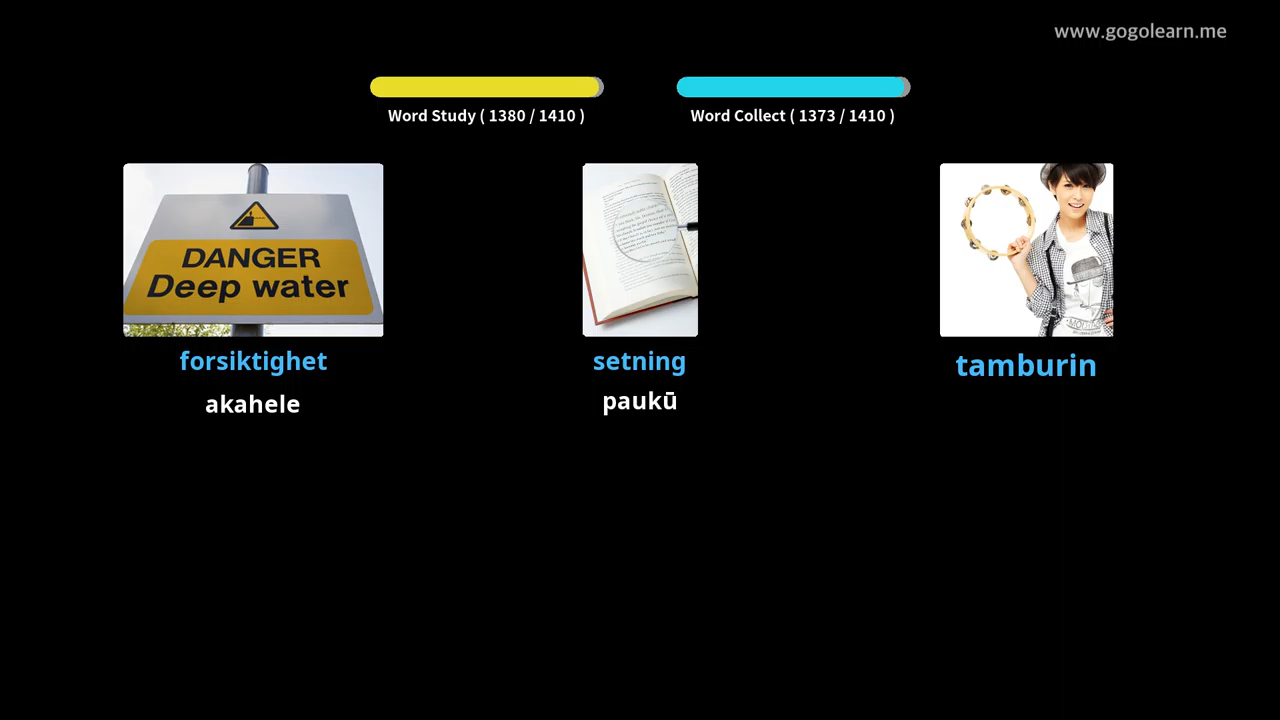 www.gogolearn.me
Word Study ( 1380 / 1410 )
Word Collect ( 1373 / 1410 )
DANGER
Deep water
forsiktighet
setning
tamburin
akahele
paukū